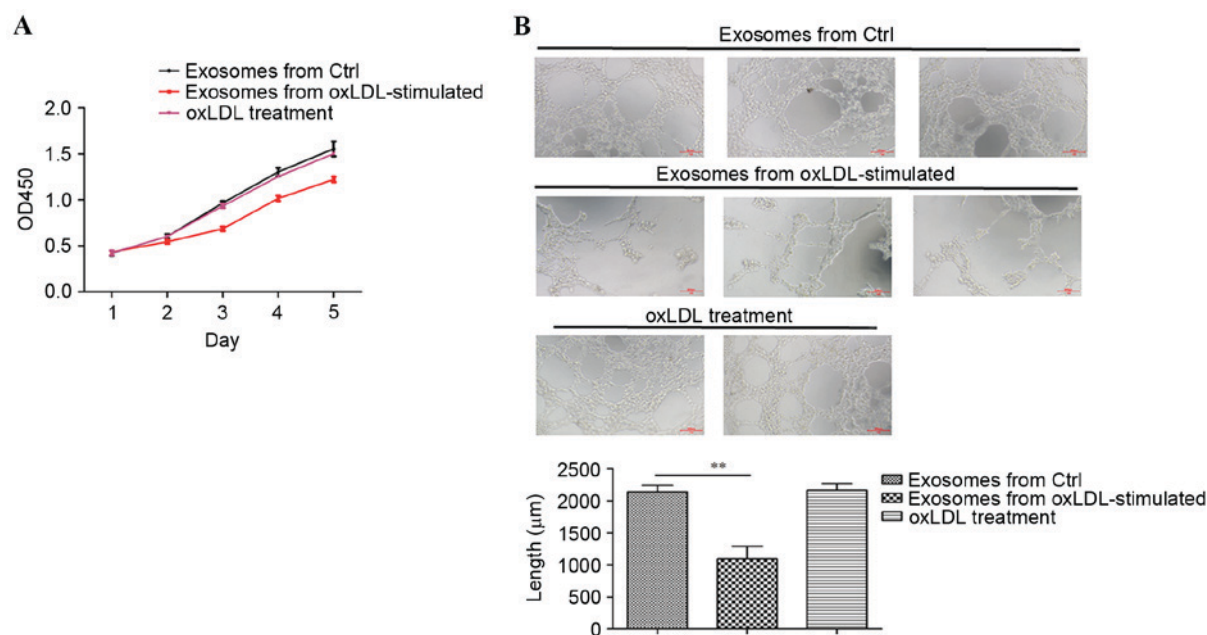 A
Exosomes from Ctrl
Exosomes from oxLDL-stimulated
oxLDL treatment
2.0
1.5
1.0
0.5
0.0
OD450
1 2 3 4 5
Day
B
Exosomes from Ctrl
Exosomes from oxLDL-stimulated
oxLDL treatment
**
2500
2000
1500
1000
500
0
Length (μm)
Exosomes from Ctrl
Exosomes from oxLDL-stimulated
oxLDL treatment